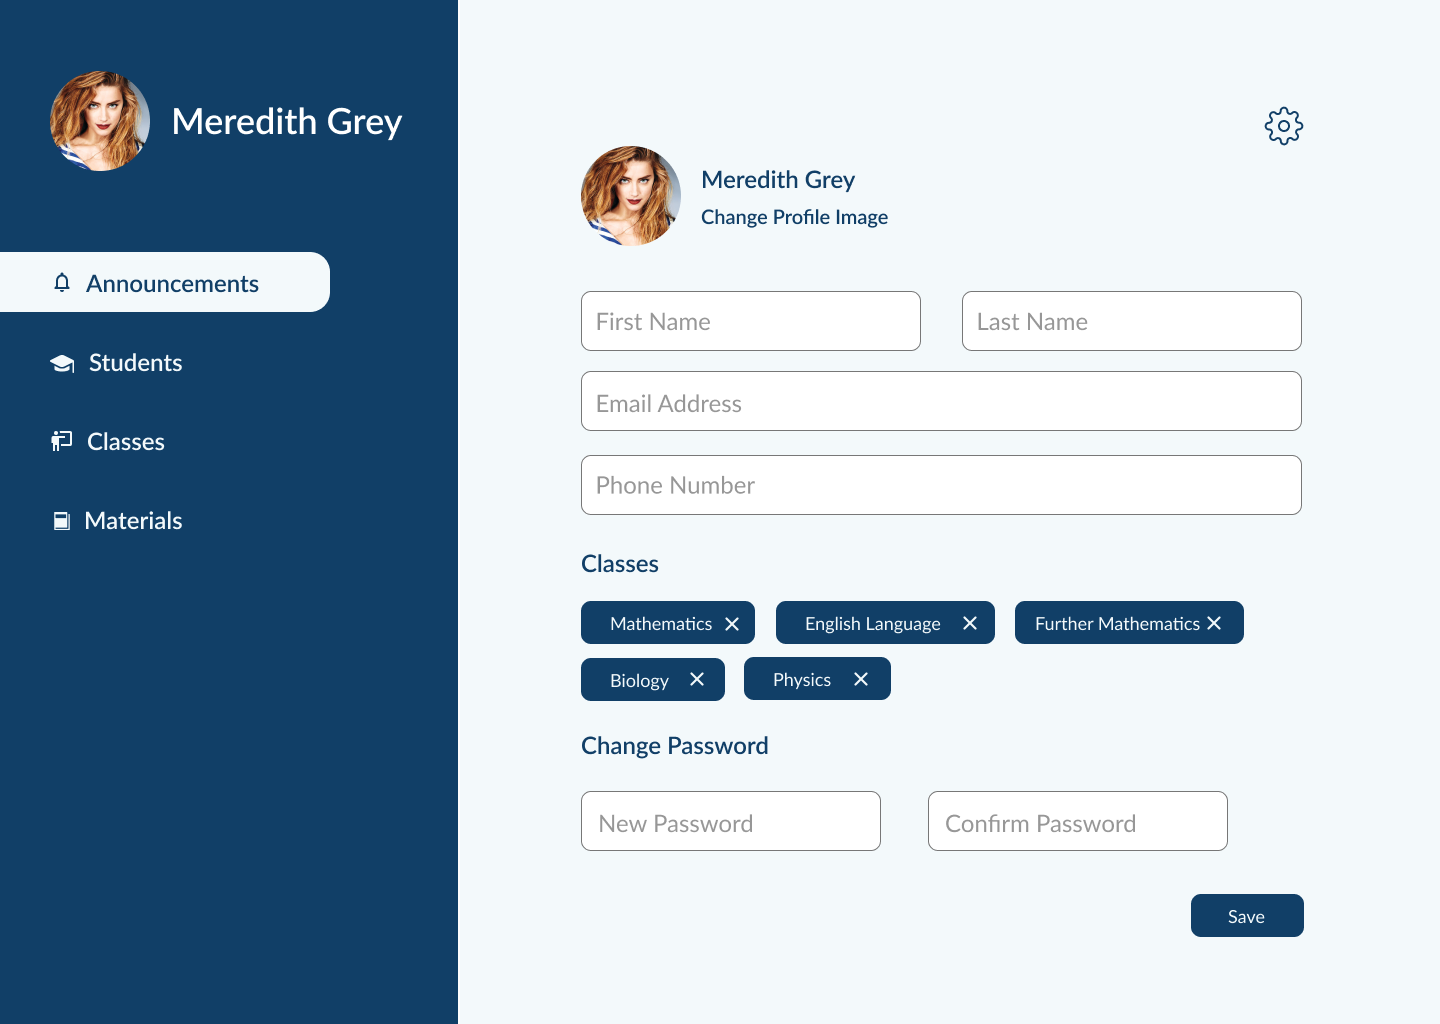 Meredith Grey
Announcements
Students
Classes
Materials
Meredith Grey
Change Profile Image
First Name
Last Name
Email Address
Phone Number
Classes
Mathematics
English Language
Further Mathematics
Biology
Physics
Change Password
New Password
Confirm Password
Save